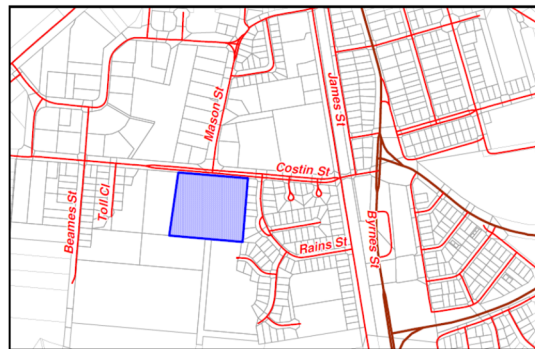 James St
Mason St
Costin St
Beames St
Toll Cl
Rains St
Byrnes St